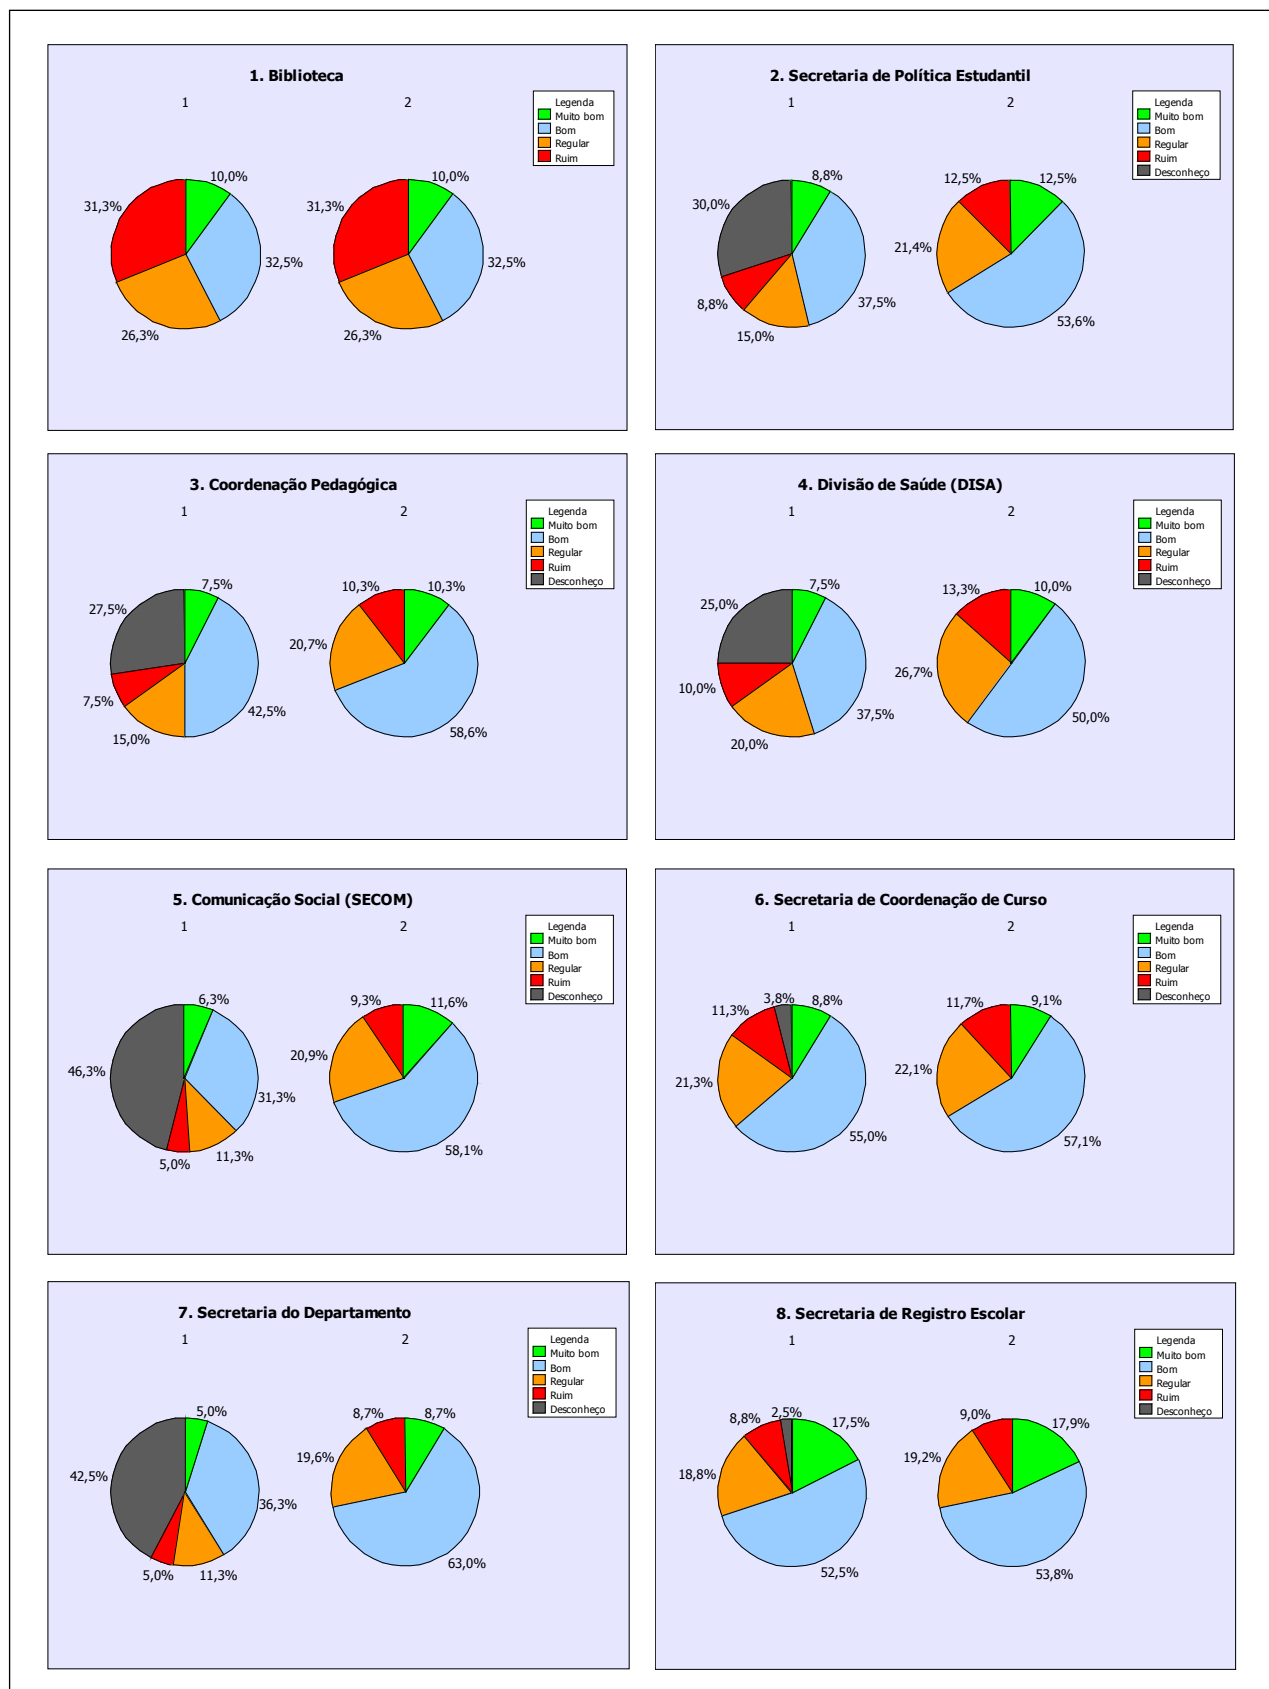 1. Biblioteca
1 2
Legenda
Muito bom
Bom
Regular
Ruim
10,0% 10,0%
31,3% 31,3%
32,5% 32,5%
26,3% 26,3%
2. Secretaria de Política Estudantil
1 2
Legenda
Muito bom
Bom
Regular
Ruim
Desconheço
8,8% 12,5% 12,5%
30,0%
21,4%
8,8% 37,5%
53,6%
15,0%
3. Coordenação Pedagógica
1 2
Legenda
Muito bom
Bom
Regular
Ruim
Desconheço
7,5% 10,3% 10,3%
27,5%
20,7%
7,5% 42,5%
58,6%
15,0%
4. Divisão de Saúde (DISA)
1 2
Legenda
Muito bom
Bom
Regular
Ruim
Desconheço
7,5% 13,3% 10,0%
25,0%
26,7%
10,0% 37,5% 50,0%
20,0%
5. Comunicação Social (SECOM)
1 2
Legenda
Muito bom
Bom
Regular
Ruim
Desconheço
6,3% 9,3% 11,6%
20,9%
46,3%
31,3%
58,1%
5,0% 11,3%
6. Secretaria de Coordenação de Curso
1 2
Legenda
Muito bom
Bom
Regular
Ruim
Desconheço
11,3% 3,8% 8,8% 11,7% 9,1%
22,1%
21,3%
55,0% 57,1%
7. Secretaria do Departamento
1 2
Legenda
Muito bom
Bom
Regular
Ruim
Desconheço
5,0% 8,7% 8,7%
19,6%
42,5%
36,3%
63,0%
5,0% 11,3%
8. Secretaria de Registro Escolar
1 2
Legenda
Muito bom
Bom
Regular
Ruim
Desconheço
8,8% 2,5% 17,5% 9,0% 17,9%
19,2%
18,8%
52,5% 53,8%